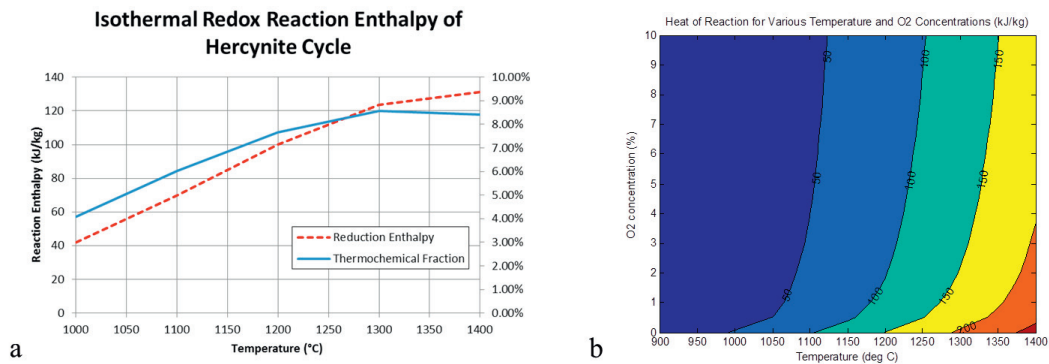 Isothermal Redox Reaction Enthalpy of
Hercynite Cycle
Reaction Enthalpy (kJ/kg)
140
120
100
80
60
40
20
0
10.00%
9.00%
8.00%
7.00%
6.00%
5.00%
4.00%
3.00%
2.00%
1.00%
0.00%
Reduction Enthalpy
Thermochemical Fraction
1000 1050 1100 1150 1200 1250 1300 1350 1400
Temperature (°C)
a
Heat of Reaction for Various Temperature and O2 Concentrations (kJ/kg)
O2 concentration (%)
10
9
8
7
6
5
4
3
2
1
0
50 100 150
50 100 150
50 100 150
200
900 950 1000 1050 1100 1150 1200 1250 1300 1350 1400
Temperature (deg C)
b